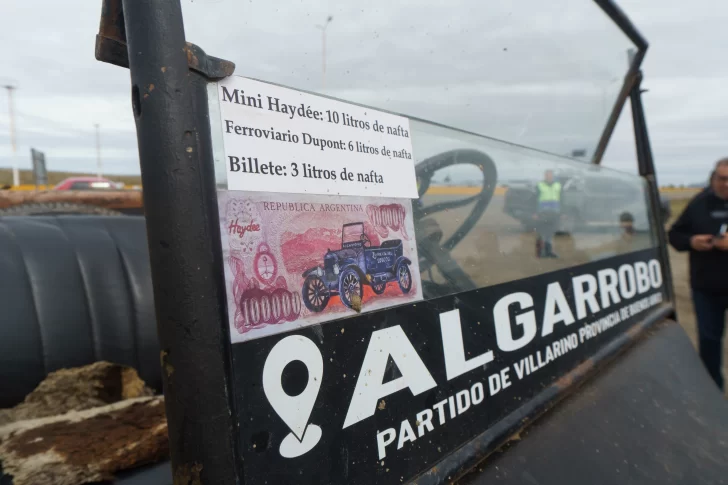 Mini Haydée: 10 litros de nafta
Ferroviario Dupont: 6 litros de nafta
Billete: 3 litros de nafta
REPUBLICA ARGENTINA
Haydée
100000
ALGARROBO
PARTIDO DE VILLARINO PROVINCIA DE BUENOS AIRES